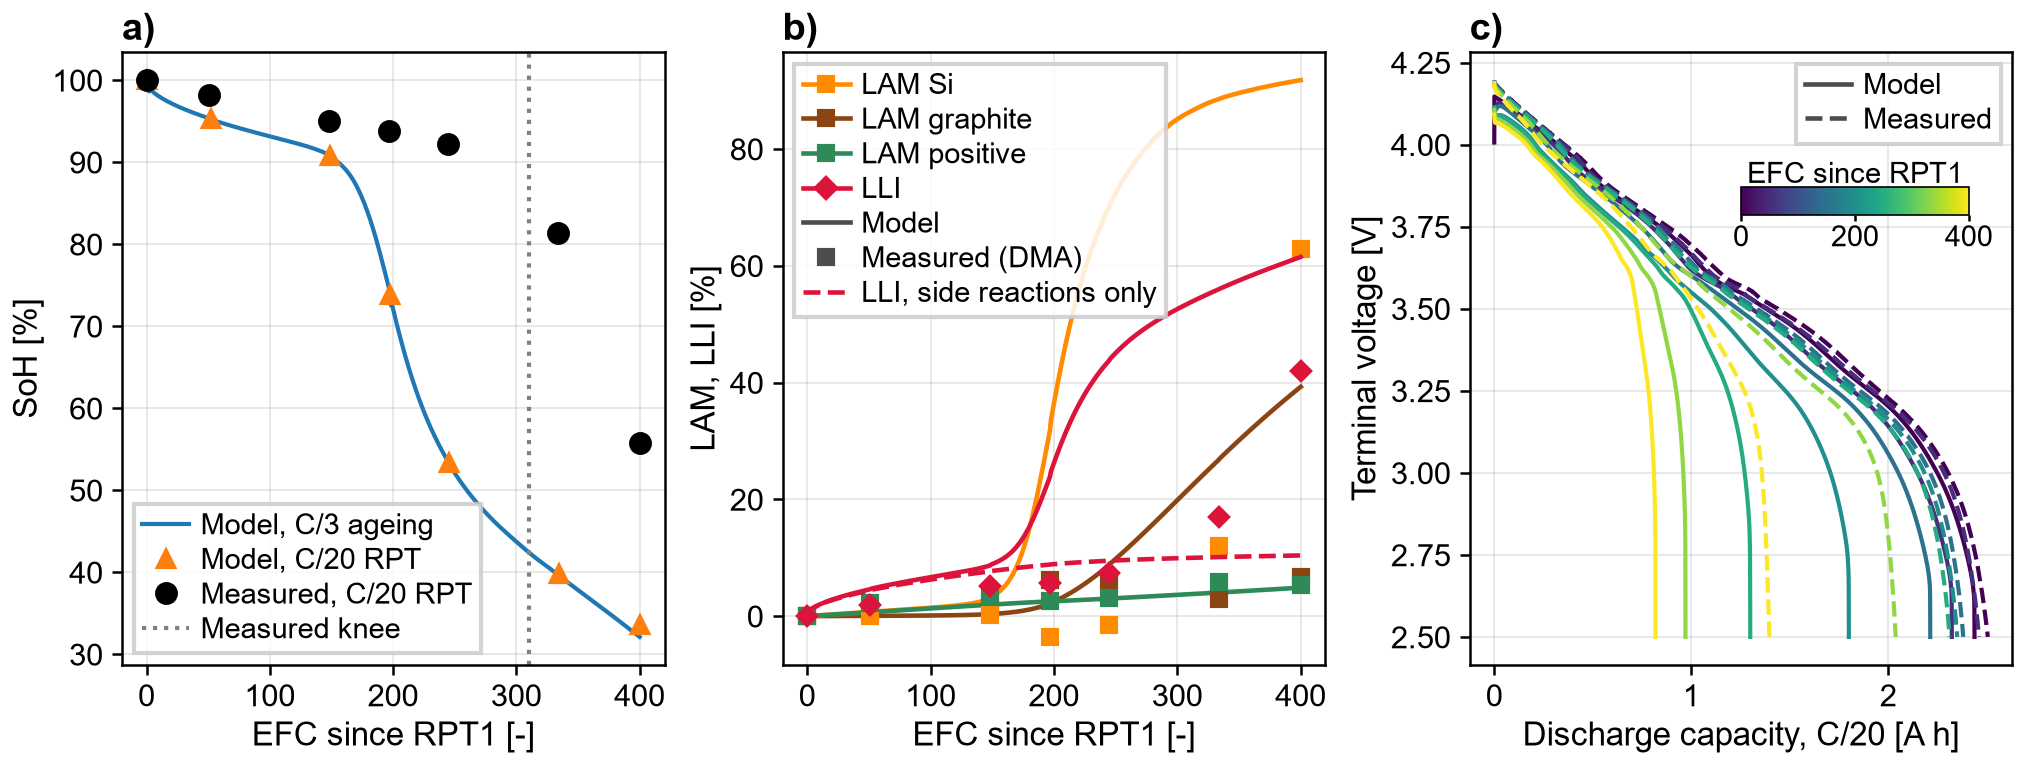 a)
100
90
80
70
60
50
40
30
SoH [%]
Model, C/3 ageing
Model, C/20 RPT
Measured, C/20 RPT
Measured knee
0
100
200
300
400
EFC since RPT1 [-]
b)
80
60
40
20
0
LAM, LLI [%]
LAM Si
LAM graphite
LAM positive
LLI
Model
Measured (DMA)
LLI, side reactions only
0
100
200
300
400
EFC since RPT1 [-]
c)
4.25
4.00
3.75
3.50
3.25
3.00
2.75
2.50
Terminal voltage [V]
Model
Measured
EFC since RPT1
0
200
400
0
1
2
Discharge capacity, C/20 [A h]